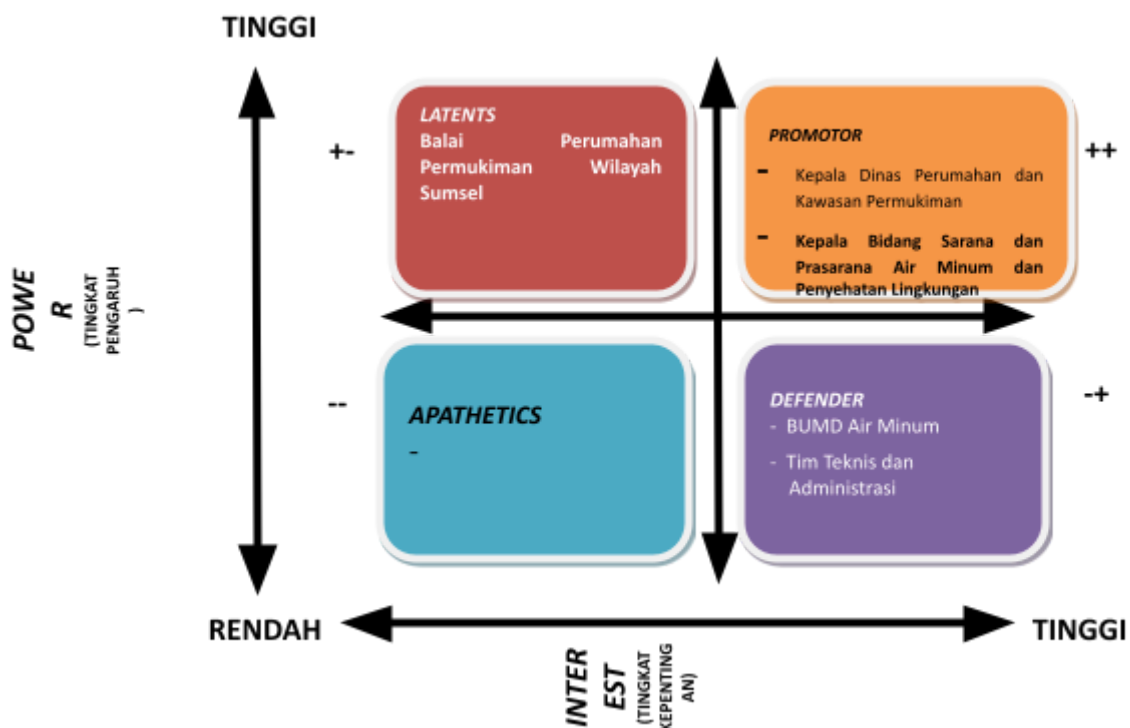 TINGGI
LATENTS
Balai Perumahan
Permukiman Wilayah
Sumsel
+-
PROMOTOR
- Kepala Dinas Perumahan dan
Kawasan Permukiman
- Kepala Bidang Sarana dan
Prasarana Air Minum dan
Penyehatan Lingkungan
++
POWE
R
(TINGKAT
PENGARUH
)
--
APATHETICS
-
DEFENDER
- BUMD Air Minum
- Tim Teknis dan
Administrasi
-+
RENDAH
TINGGI
INTER
EST
(TINGKAT
KEPENTING
AN)